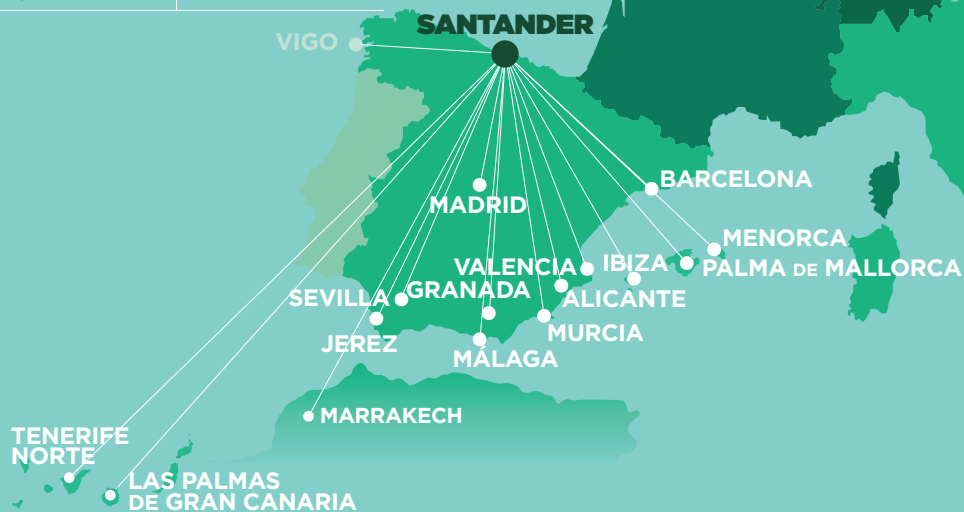 SANTANDER
VIGO
BARCELONA
MADRID
MENORCA
VALENCIA
IBIZA
PALMA DE MALLORCA
SEVILLA
GRANADA
ALICANTE
JEREZ
MURCIA
MÁLAGA
MARRAKECH
TENERIFE
NORTE
LAS PALMAS
DE GRAN CANARIA